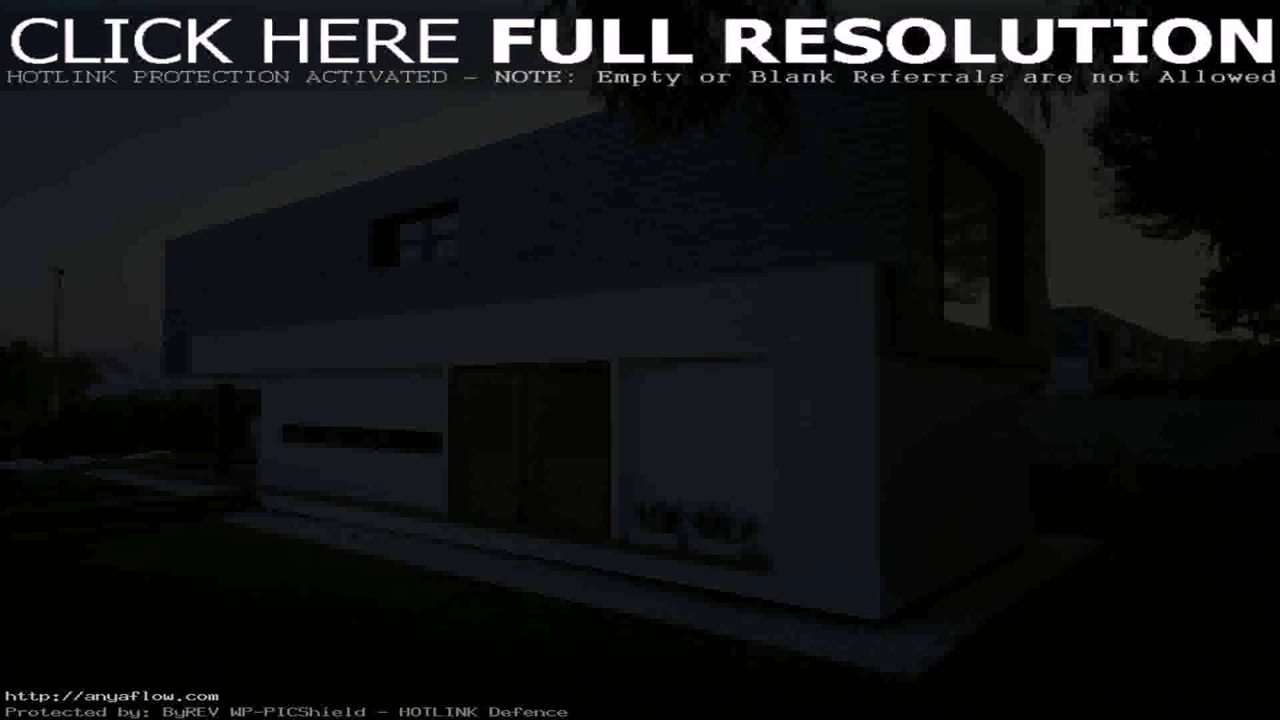 CLICK HERE FULL RESOLUTION
HOTLINK PROTECTION ACTIVATED - NOTE: Empty or Blank Referrals are not Allowed
http://anyaflow.com
Protected by: ByREV WP-PICShield - HOTLINK Defence